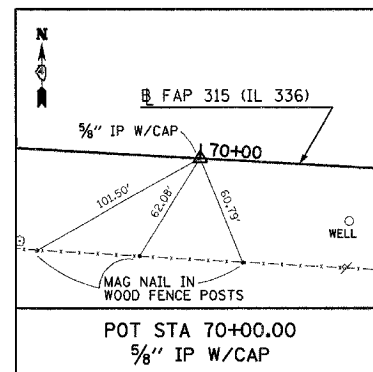 N
℄ FAP 315 (IL 336)
5/8" IP W/CAP
70+00
101.50'
62.08'
60.79'
WELL
MAG NAIL IN
WOOD FENCE POSTS
POT STA 70+00.00
5/8" IP W/CAP